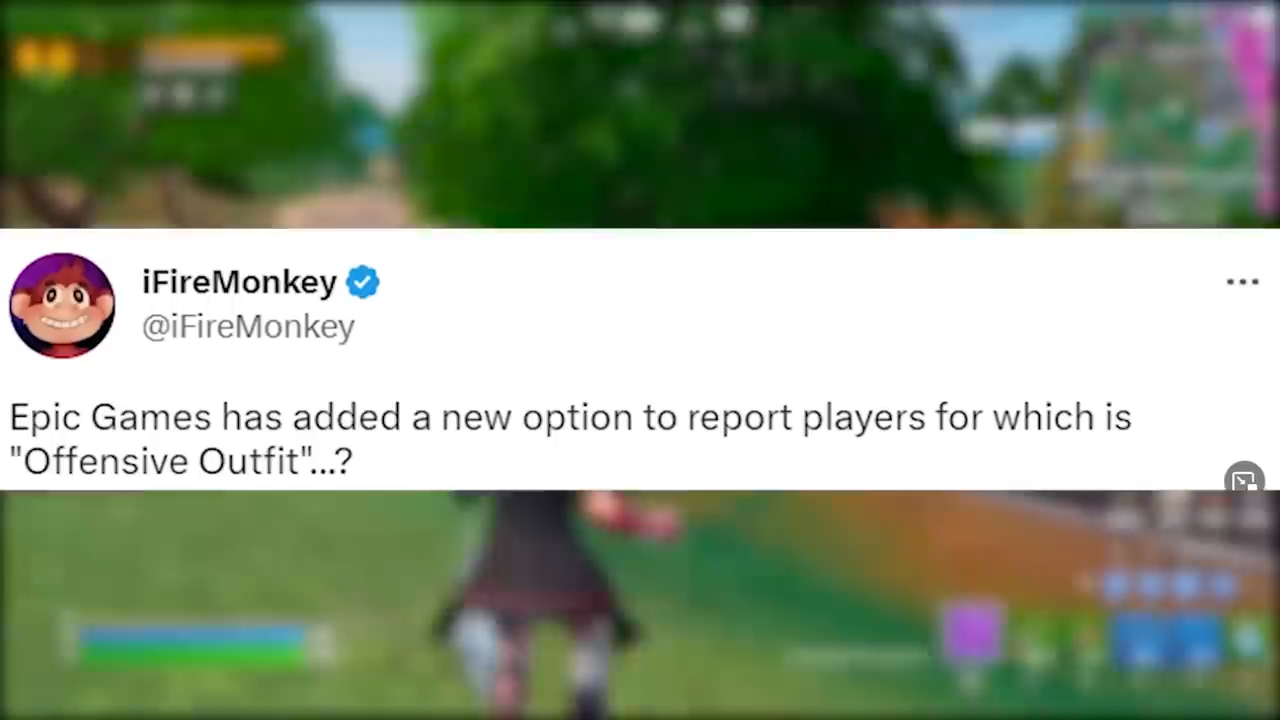 iFireMonkey
@iFireMonkey
Epic Games has added a new option to report players for which is
"Offensive Outfit"...?